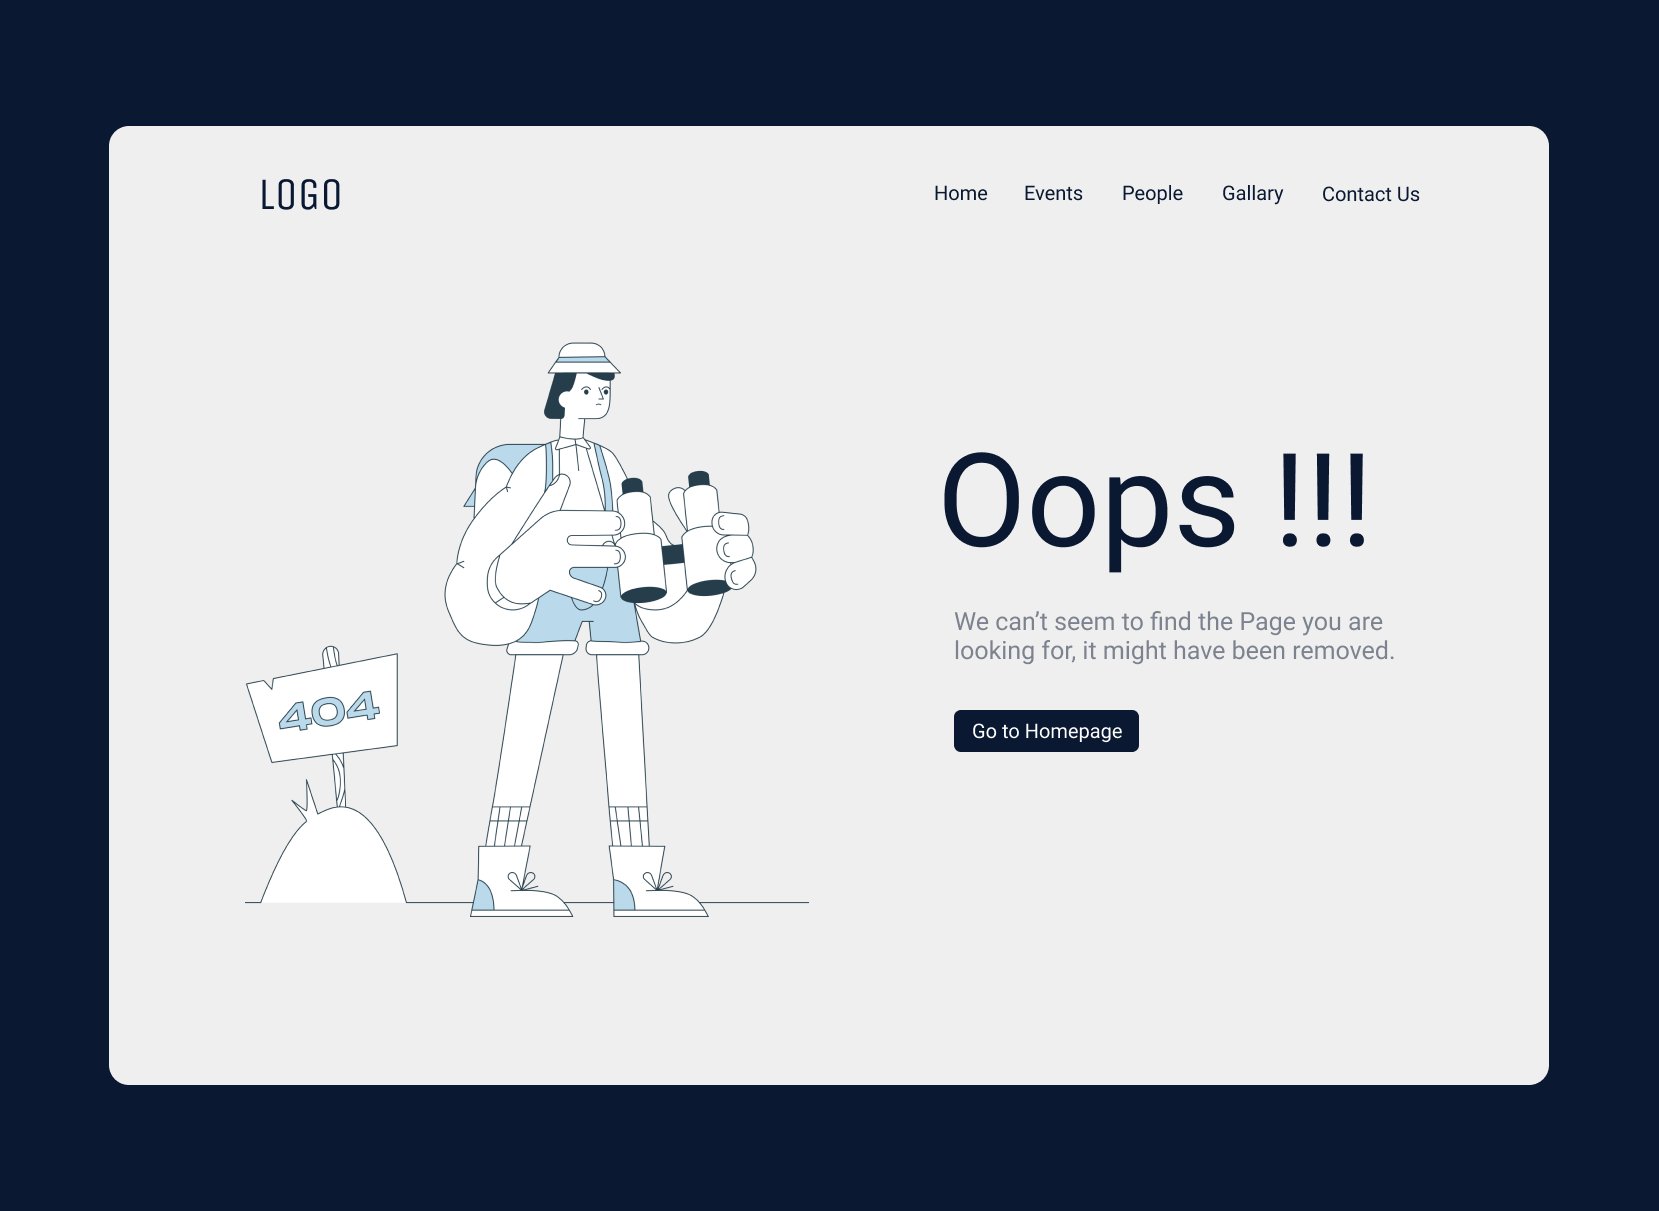 LOGO
Home Events People Gallary Contact Us
Oops !!!
We can’t seem to find the Page you are
looking for, it might have been removed.
404
Go to Homepage